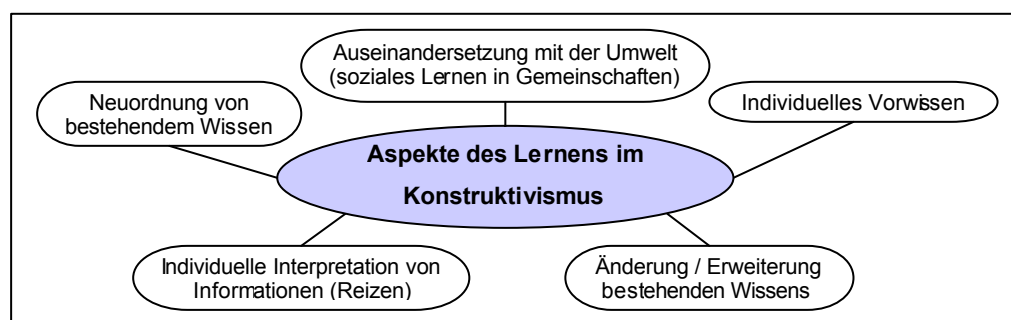 Auseinandersetzung mit der Umwelt
(soziales Lernen in Gemeinschaften)
Neuordnung von
bestehendem Wissen
Individuelles Vorwissen
Aspekte des Lernens im
Konstruktivismus
Individuelle Interpretation von
Informationen (Reizen)
Änderung / Erweiterung
bestehenden Wissens